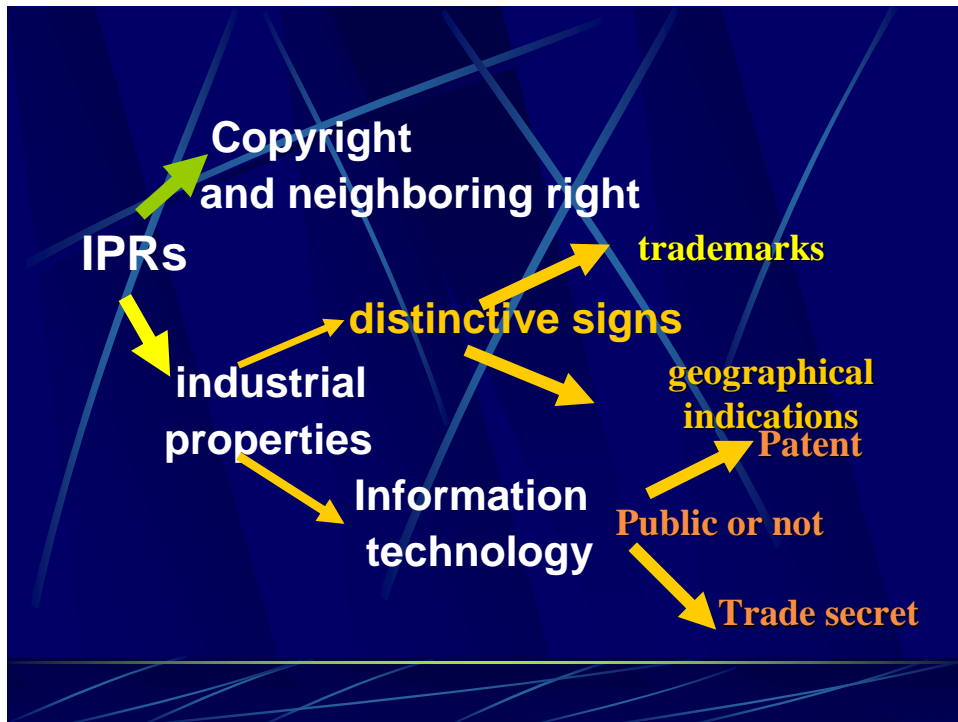 Copyright
and neighboring right
IPRs
trademarks
distinctive signs
industrial
properties
geographical
indications
Patent
Information
technology
Public or not
Trade secret